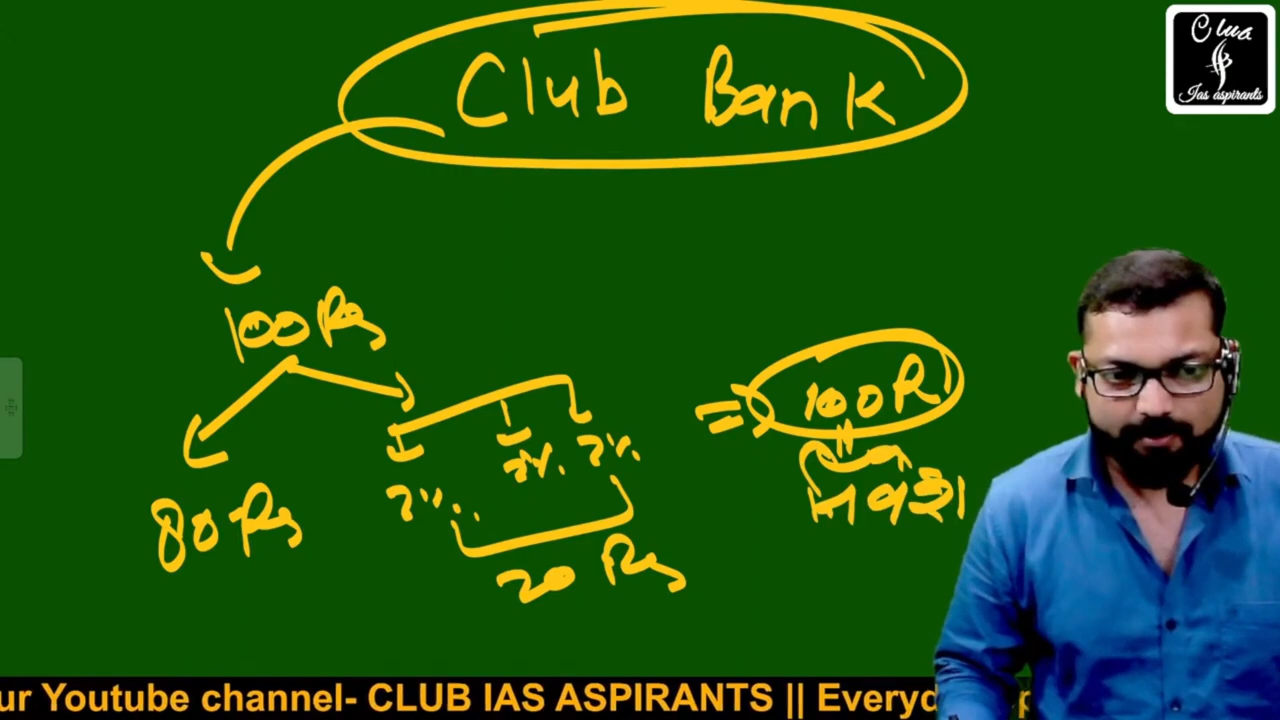 Club Bank
Club
Ias aspirants
100 Rs
= 100 R
80 Rs
?%.
?%.
?%.
20 Rs
ur Youtube channel- CLUB IAS ASPIRANTS || Everyd